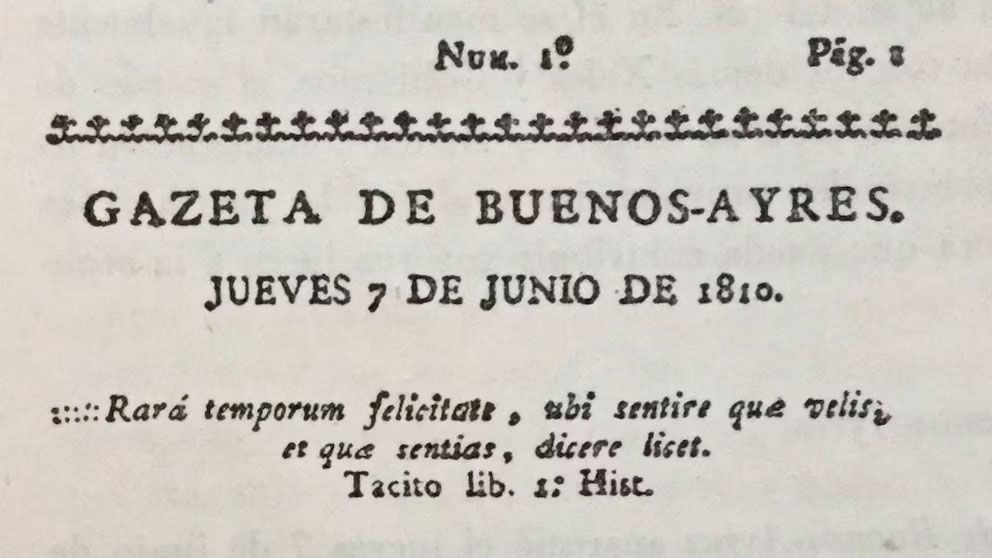 Num. 1º
Pág. 1
GAZETA DE BUENOS-AYRES.
JUEVES 7 DE JUNIO DE 1810.
:::::Rará temporum felicitate, ubi sentire quæ velis,
et quæ sentias, dicere licet.
Tacito lib. 1: Hist.